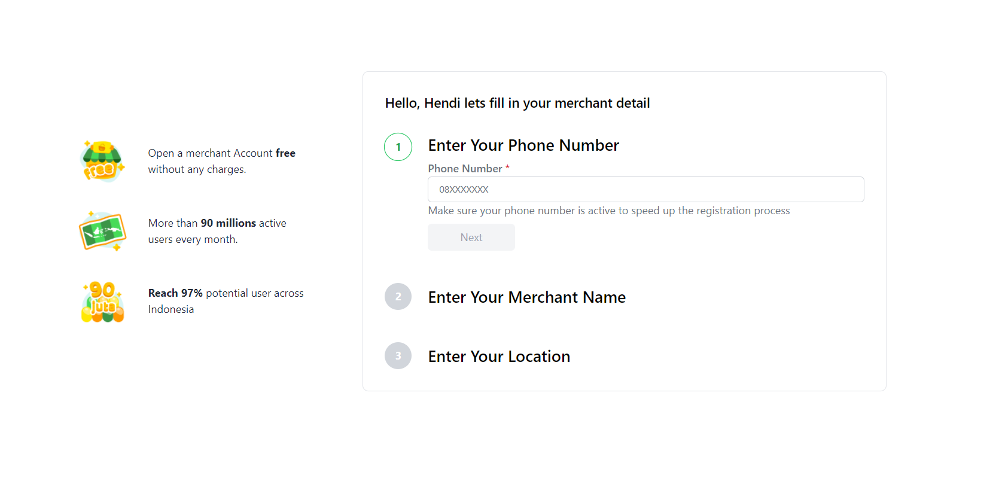 free
Open a merchant Account free
without any charges.
More than 90 millions active
users every month.
90
juta
Reach 97% potential user across
Indonesia
Hello, Hendi lets fill in your merchant detail
1
Enter Your Phone Number
Phone Number *
08XXXXXXX
Make sure your phone number is active to speed up the registration process
Next
2
Enter Your Merchant Name
3
Enter Your Location